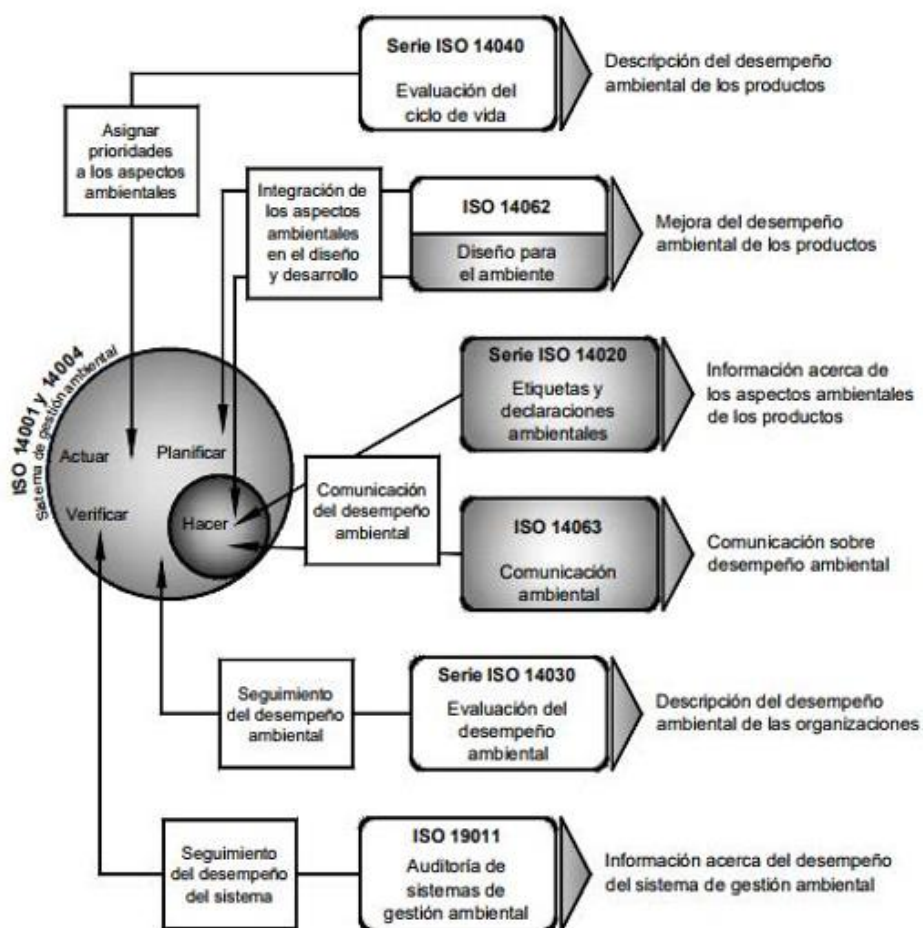 Serie ISO 14040
Evaluación del
ciclo de vida
Descripción del desempeño
ambiental de los productos
Asignar
prioridades
a los aspectos
ambientales
Integración de
los aspectos
ambientales
en el diseño
y desarrollo
ISO 14062
Diseño para
el ambiente
Mejora del desempeño
ambiental de los productos
ISO 14001 y 14004
Sistema de gestión ambiental
Actuar
Planificar
Verificar
Hacer
Serie ISO 14020
Etiquetas y
declaraciones
ambientales
Información acerca de
los aspectos ambientales
de los productos
Comunicación
del desempeño
ambiental
ISO 14063
Comunicación
ambiental
Comunicación sobre
desempeño ambiental
Seguimiento
del desempeño
ambiental
Serie ISO 14030
Evaluación del
desempeño
ambiental
Descripción del desempeño
ambiental de las organizaciones
Seguimiento
del desempeño
del sistema
ISO 19011
Auditoría de
sistemas de
gestión ambiental
Información acerca del desempeño
del sistema de gestión ambiental